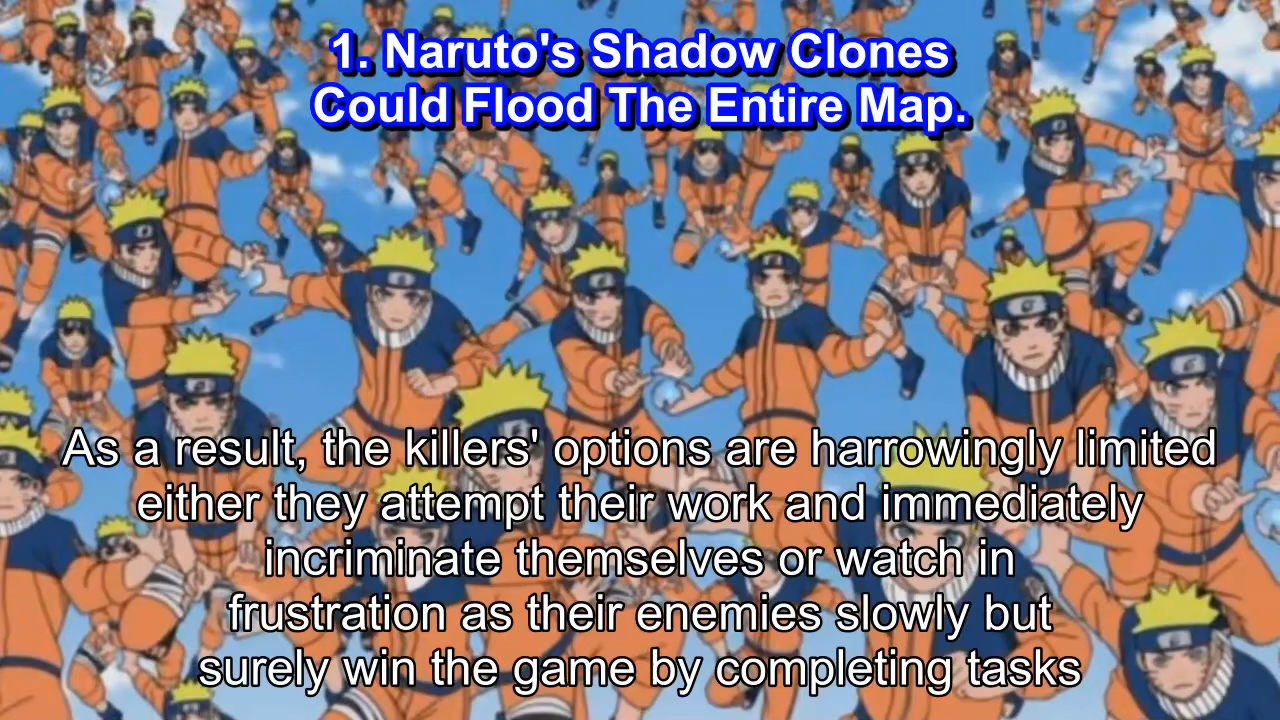 1. Naruto's Shadow Clones
Could Flood The Entire Map.
As a result, the killers' options are harrowingly limited
either they attempt their work and immediately
incriminate themselves or watch in
frustration as their enemies slowly but
surely win the game by completing tasks